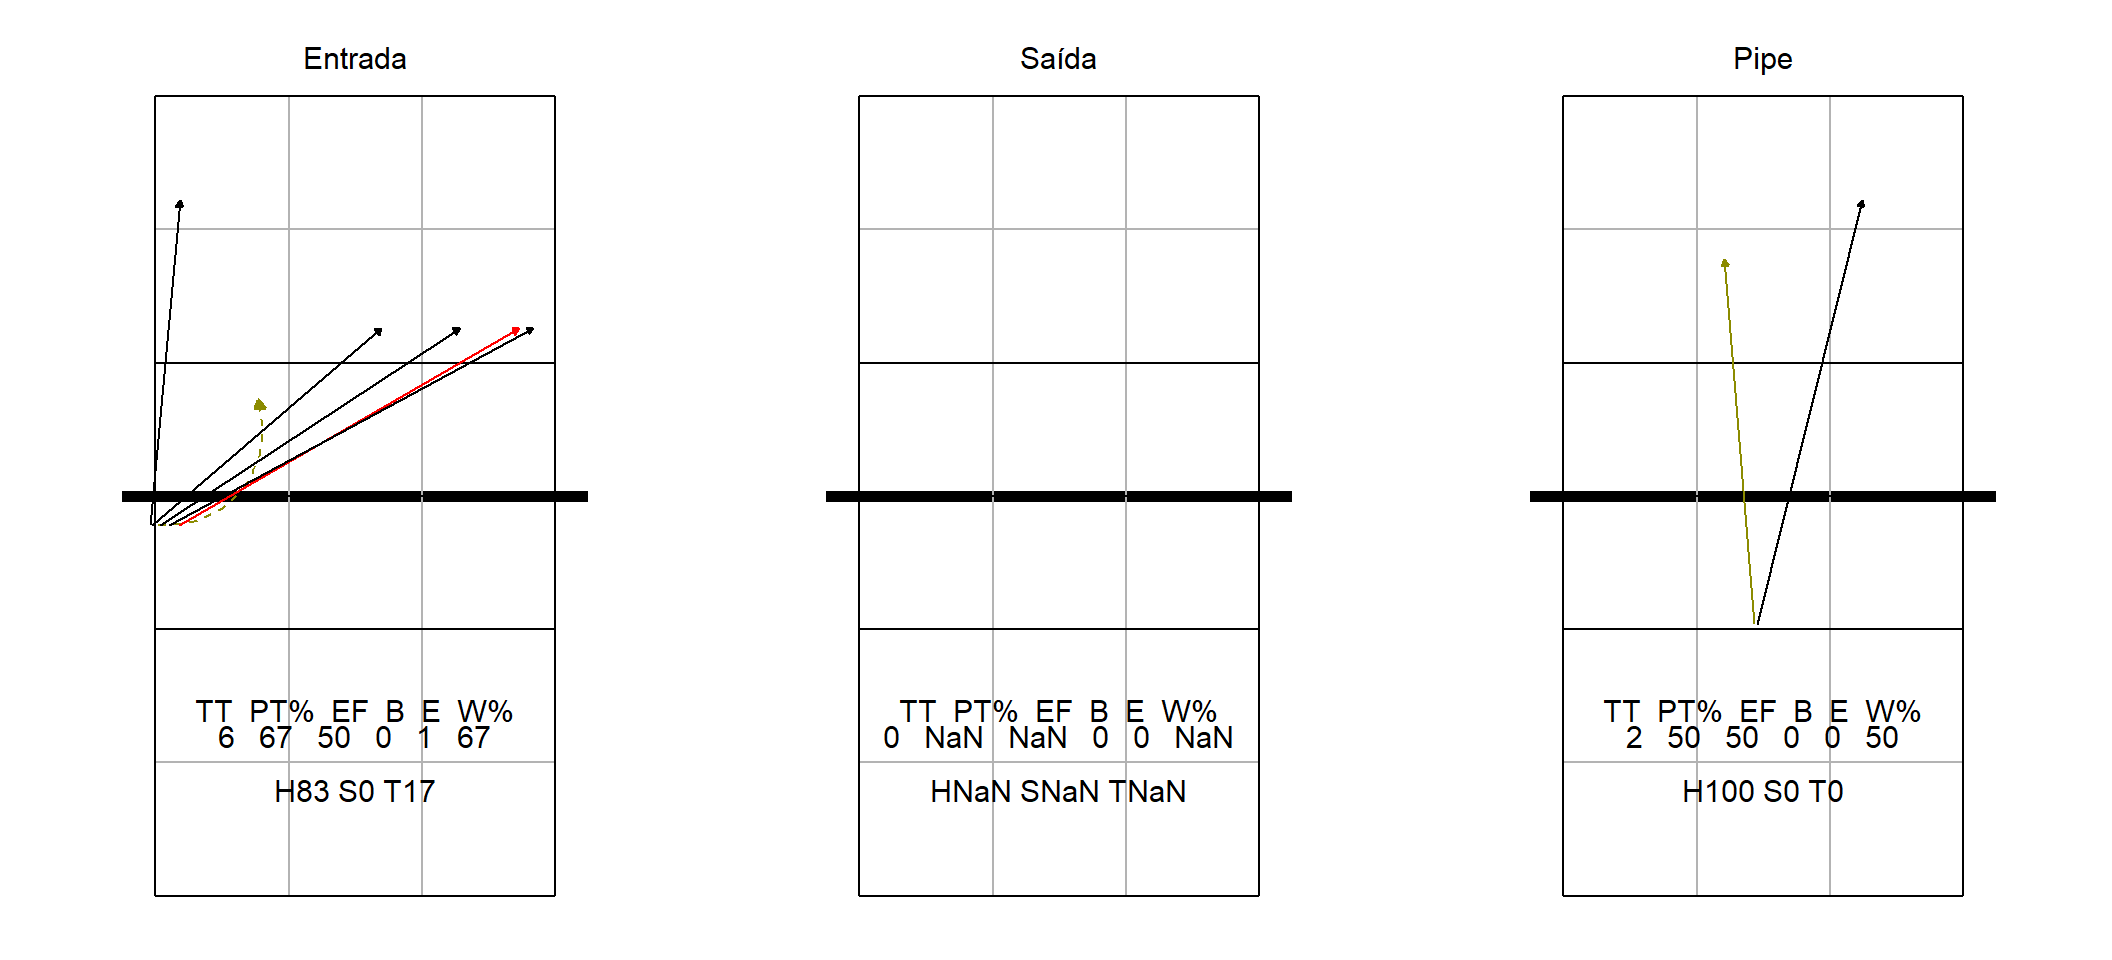 Entrada
TT PT% EF B E W%
6 67 50 0 1 67
H83 S0 T17
Saída
TT PT% EF B E W%
0 NaN NaN 0 0 NaN
HNaN SNaN TNaN
Pipe
TT PT% EF B E W%
2 50 50 0 0 50
H100 S0 T0